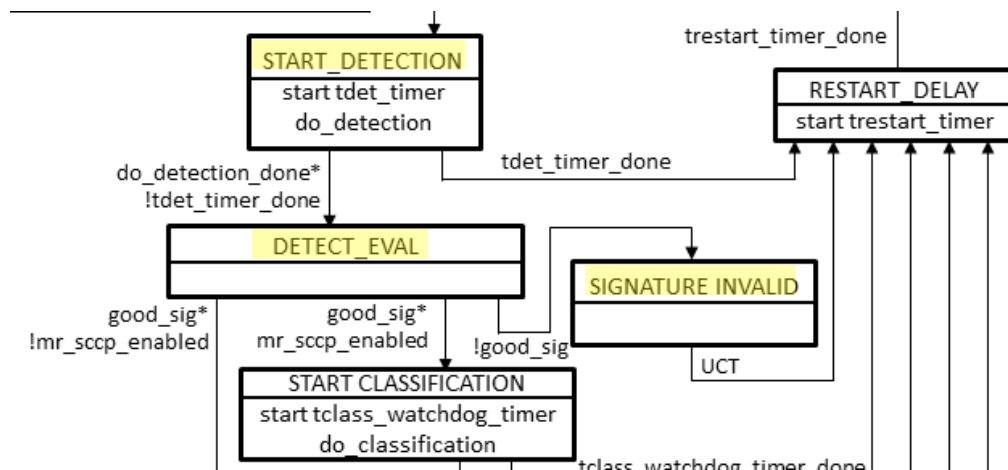 trestart_timer_done
START_DETECTION
start tdet_timer
do_detection
RESTART_DELAY
start trestart_timer
do_detection_done*
!tdet_timer_done
tdet_timer_done
DETECT_EVAL
SIGNATURE INVALID
good_sig*
!mr_sccp_enabled
good_sig*
mr_sccp_enabled
!good_sig
UCT
START CLASSIFICATION
start tclass_watchdog_timer
do_classification
tclass_watchdog_timer_done